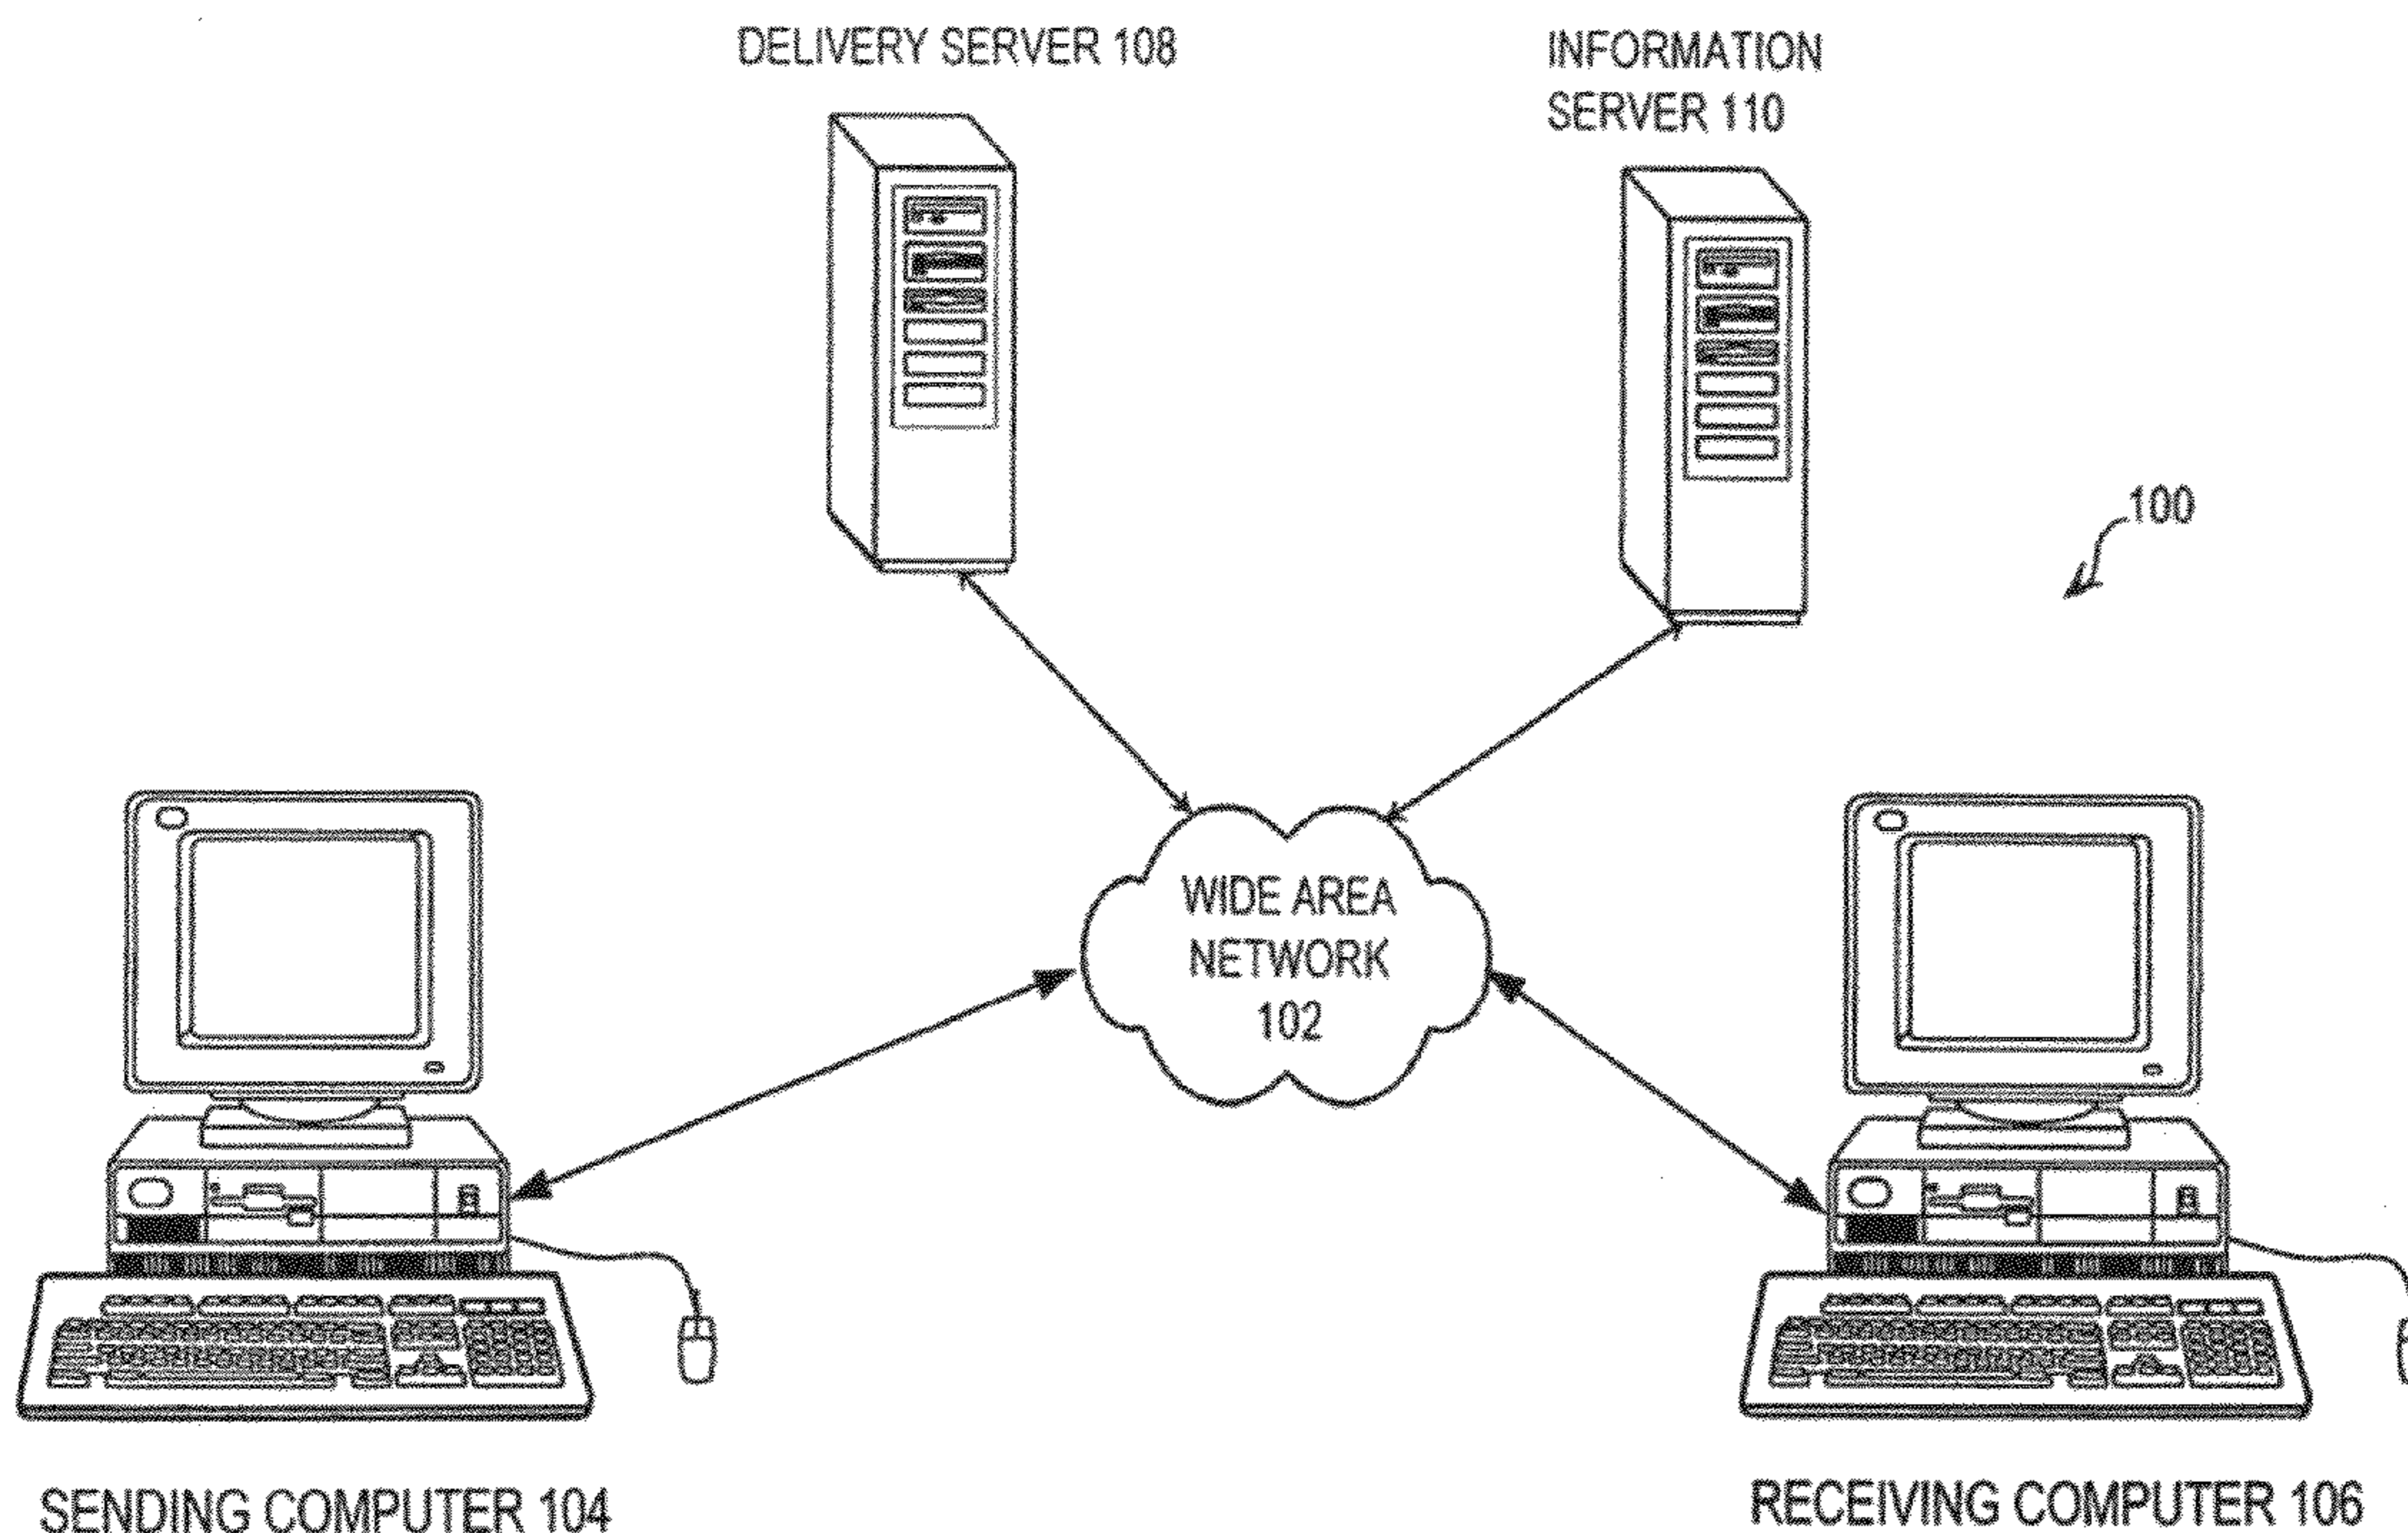 DELIVERY SERVER 108
INFORMATION
SERVER 110
100
WIDE AREA
NETWORK
102
SENDING COMPUTER 104
RECEIVING COMPUTER 106